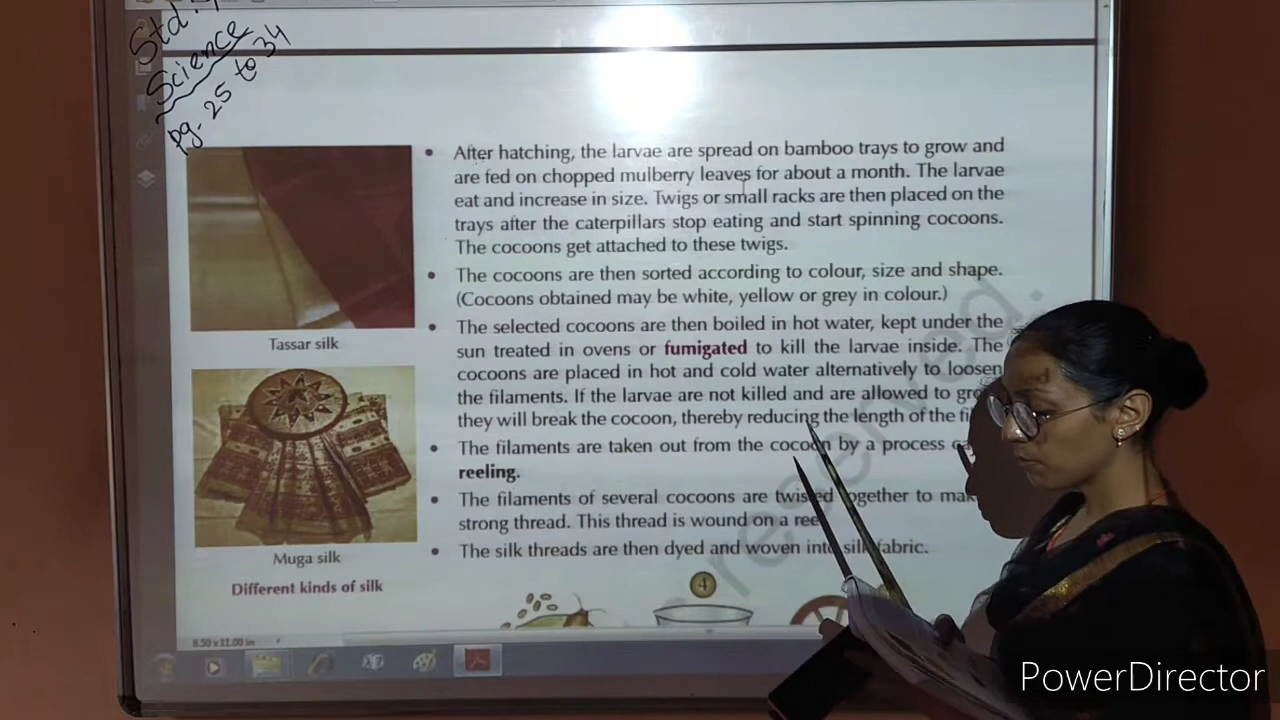 Std.
Science
pg. 25 to 34
After hatching, the larvae are spread on bamboo trays to grow and
are fed on chopped mulberry leaves for about a month. The larvae
eat and increase in size. Twigs or small racks are then placed on the
trays after the caterpillars stop eating and start spinning cocoons.
The cocoons get attached to these twigs.
The cocoons are then sorted according to colour, size and shape.
(Cocoons obtained may be white, yellow or grey in colour.)
The selected cocoons are then boiled in hot water, kept under the
sun treated in ovens or fumigated to kill the larvae inside. The
cocoons are placed in hot and cold water alternatively to loosen
the filaments. If the larvae are not killed and are allowed to
they will break the cocoon, thereby reducing the length of the
The filaments are taken out from the cocoon by a process
reeling.
The filaments of several cocoons are twisted together to
strong thread. This thread is wound on a
The silk threads are then dyed and woven into silk fabric.
Tassar silk
Muga silk
Different kinds of silk
4
reserved.
8.50 x 11.00 in
PowerDirector